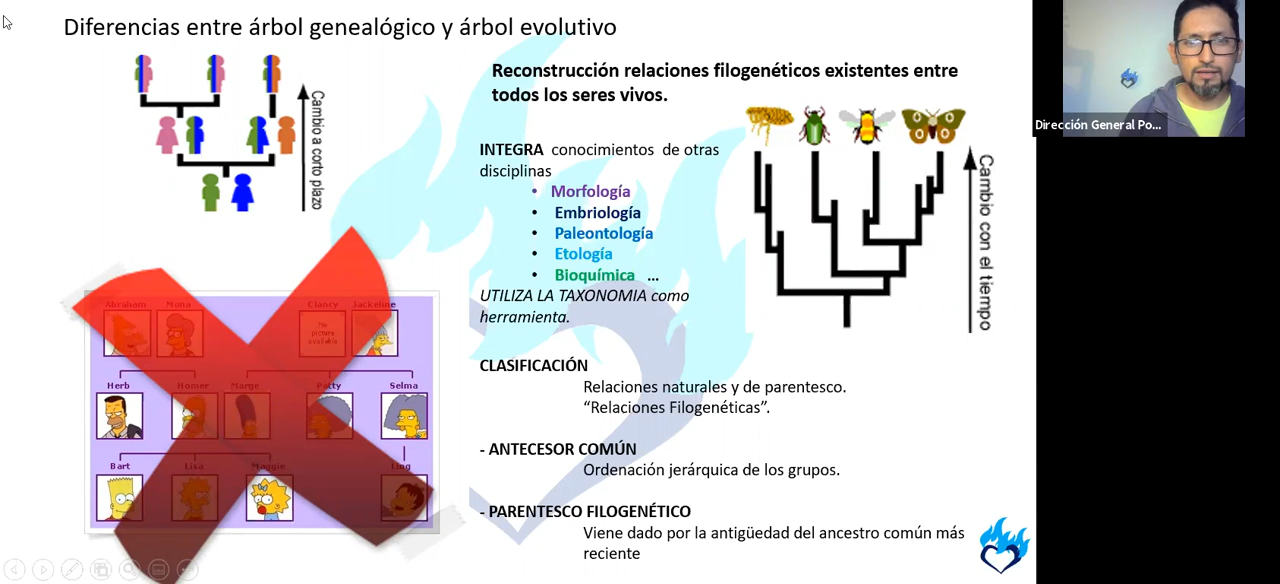 Diferencias entre árbol genealógico y árbol evolutivo
Cambio a corto plazo
Reconstrucción relaciones filogenéticos existentes entre
todos los seres vivos.
INTEGRA conocimientos de otras
disciplinas
• Morfología
• Embriología
• Paleontología
• Etología
• Bioquímica ...
UTILIZA LA TAXONOMIA como
herramienta.
Cambio con el tiempo
CLASIFICACIÓN
Relaciones naturales y de parentesco.
“Relaciones Filogenéticas”.
- ANTECESOR COMÚN
Ordenación jerárquica de los grupos.
- PARENTESCO FILOGENÉTICO
Viene dado por la antigüedad del ancestro común más
reciente
Abraham Mona Clancy Jackeline
No
picture
available
Herb Homer Marge Patty Selma
Bart Lisa Maggie Ling
Dirección General Po...